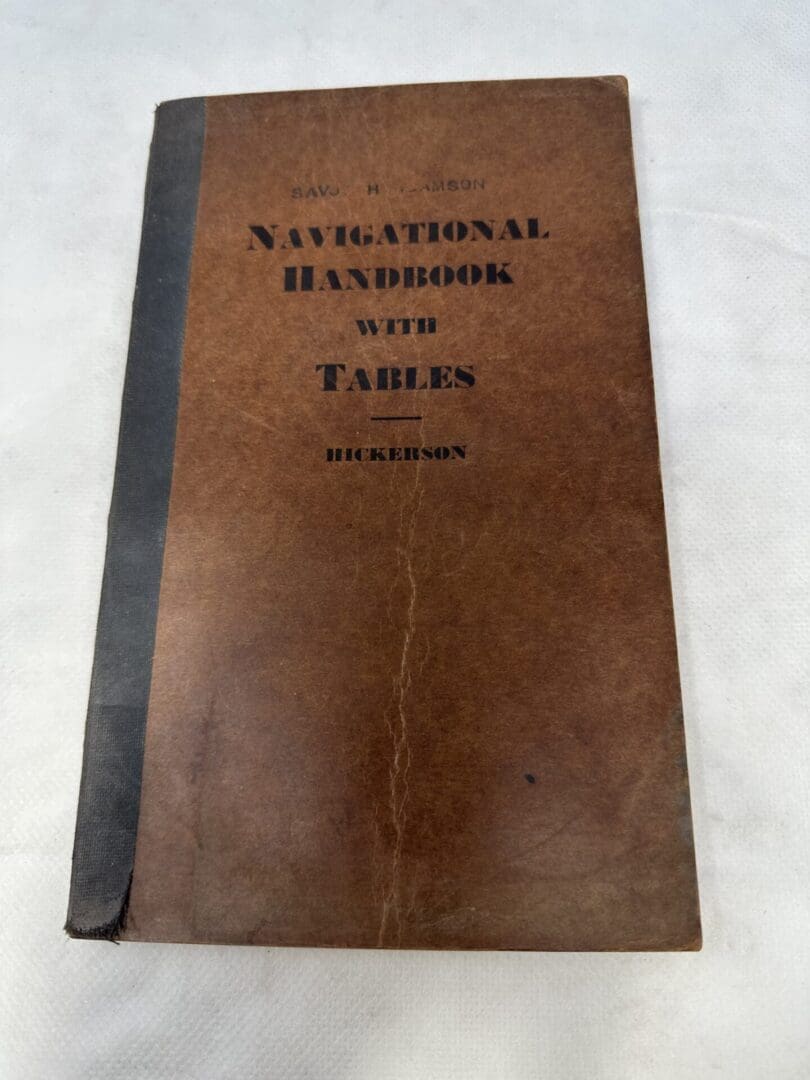 H
NAVIGATIONAL
HANDBOOK
WITH
TABLES
HICKERSON